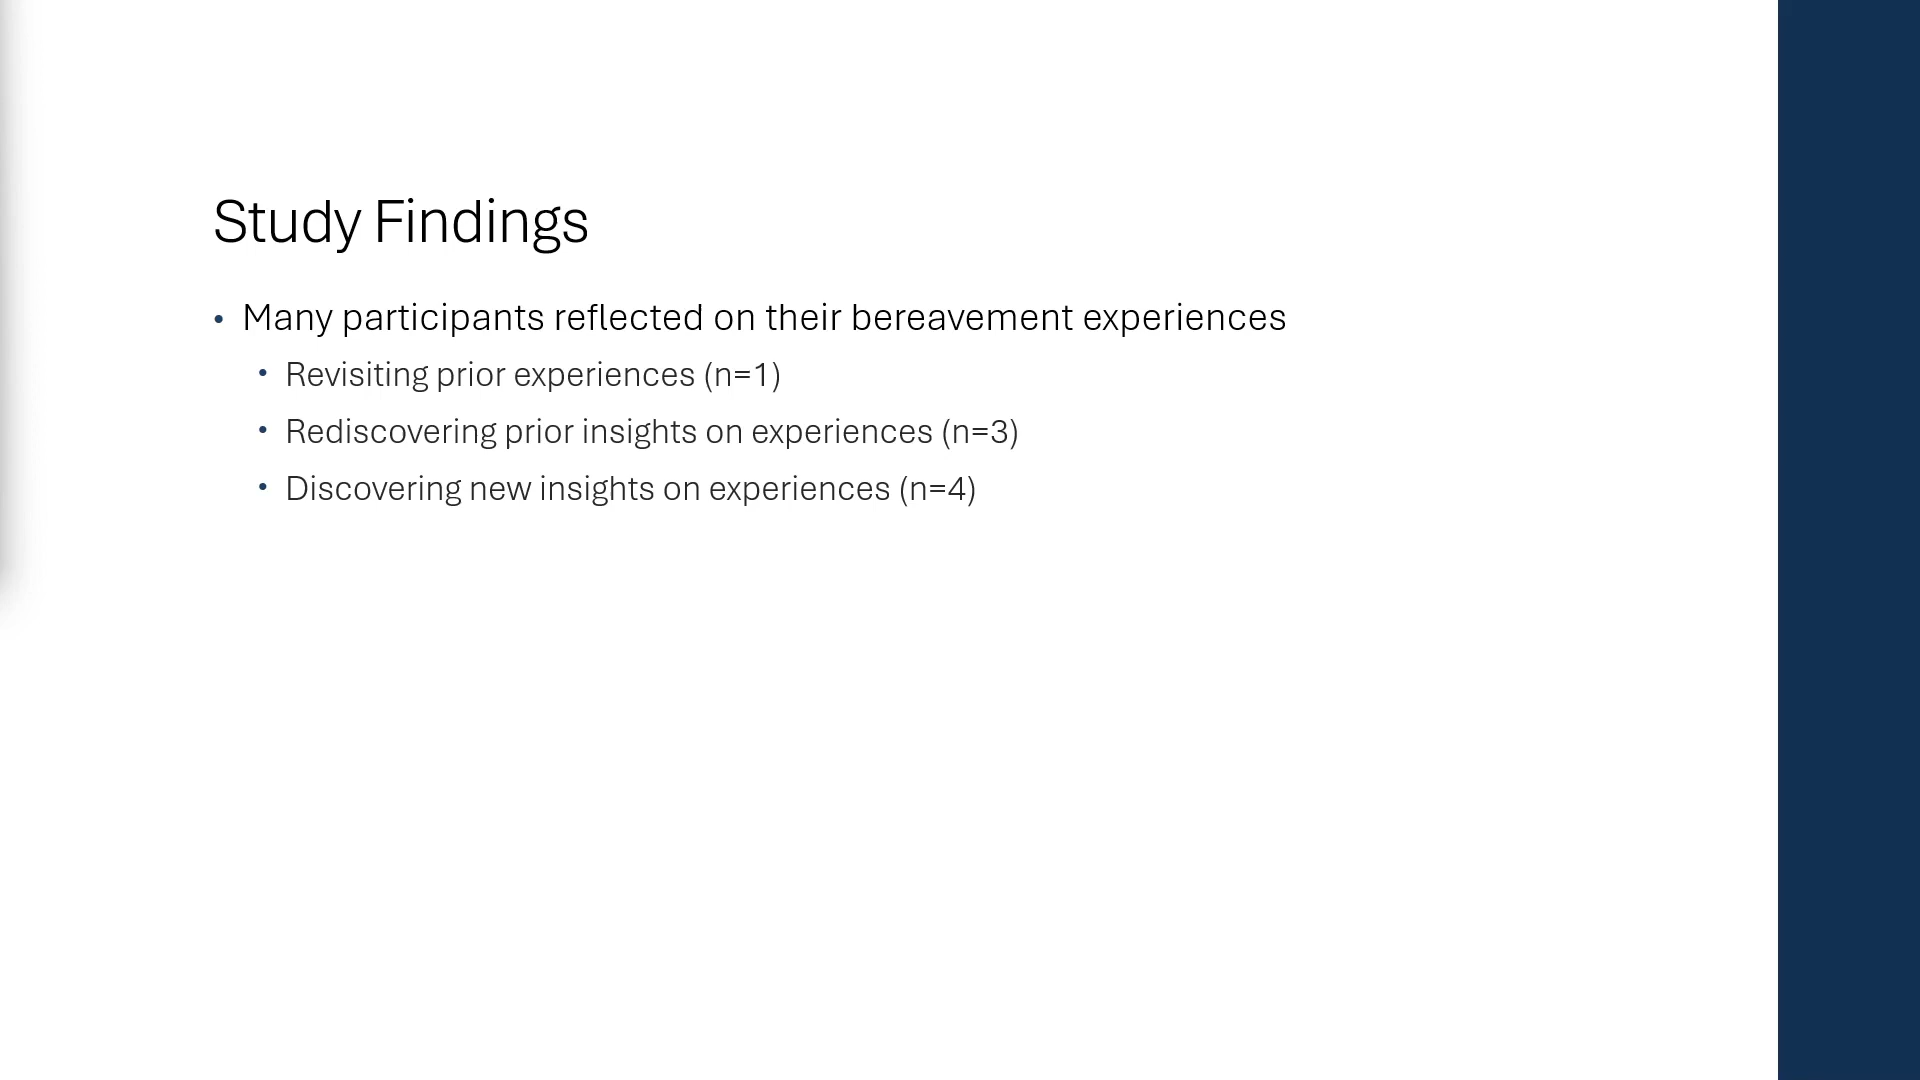 Study Findings
• Many participants reflected on their bereavement experiences
• Revisiting prior experiences (n=1)
• Rediscovering prior insights on experiences (n=3)
• Discovering new insights on experiences (n=4)